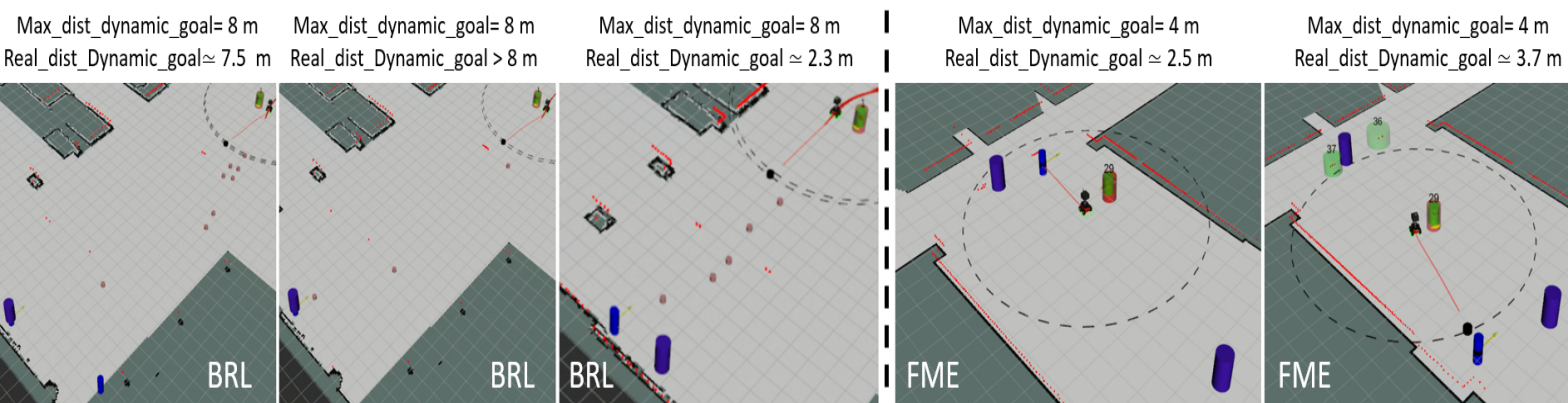 Max_dist_dynamic_goal= 8 m
Real_dist_Dynamic_goal≃ 7.5 m
BRL
Max_dist_dynamic_goal= 8 m
Real_dist_Dynamic_goal > 8 m
BRL
Max_dist_dynamic_goal= 8 m
Real_dist_Dynamic_goal ≃ 2.3 m
BRL
Max_dist_dynamic_goal= 4 m
Real_dist_Dynamic_goal ≃ 2.5 m
29
FME
Max_dist_dynamic_goal= 4 m
Real_dist_Dynamic_goal ≃ 3.7 m
36
37
29
FME